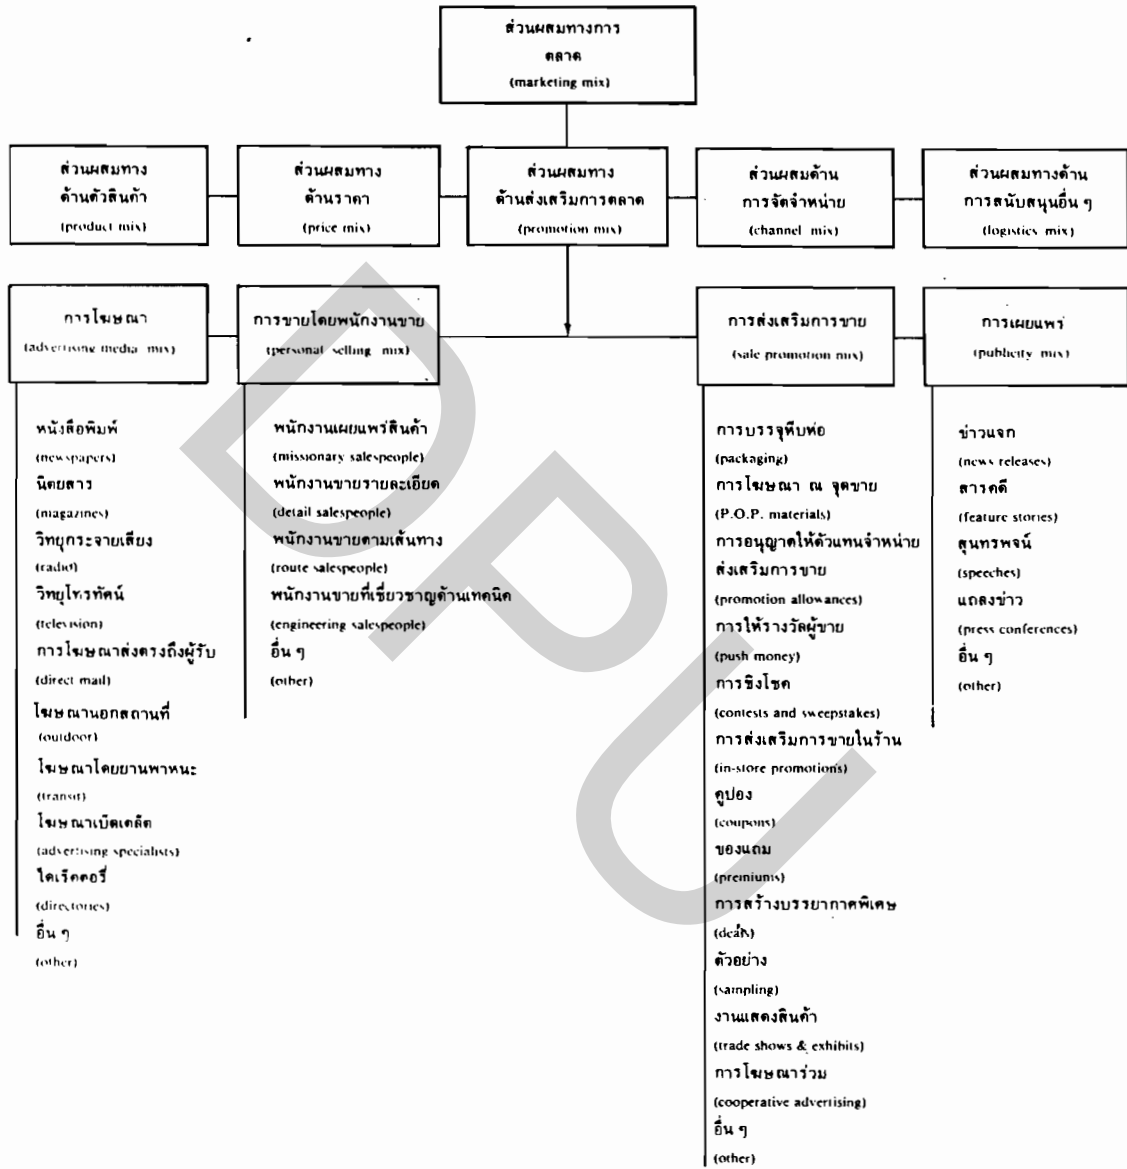 ส่วนผสมทางการ
ตลาด
(marketing mix)
ส่วนผสมทาง
ด้านตัวสินค้า
(product mix)
ส่วนผสมทาง
ด้านราคา
(price mix)
ส่วนผสมทาง
ด้านส่งเสริมการตลาด
(promotion mix)
ส่วนผสมด้าน
การจัดจำหน่าย
(channel mix)
ส่วนผสมทางด้าน
การสนับสนุนอื่น ๆ
(logistics mix)
การโฆษณา
(advertising media mix)
หนังสือพิมพ์
(newspapers)
นิตยสาร
(magazines)
วิทยุกระจายเสียง
(radio)
วิทยุโทรทัศน์
(television)
การโฆษณาส่งตรงถึงผู้รับ
(direct mail)
โฆษณานอกสถานที่
(outdoor)
โฆษณาโดยยานพาหนะ
(transit)
โฆษณาเบ็ดเตล็ด
(advertising specialists)
ไดเร็คตอรี่
(directories)
อื่น ๆ
(other)
การขายโดยพนักงานขาย
(personal selling mix)
พนักงานเผยแพร่สินค้า
(missionary salespeople)
พนักงานขายรายละเอียด
(detail salespeople)
พนักงานขายตามเส้นทาง
(route salespeople)
พนักงานขายที่เชี่ยวชาญด้านเทคนิค
(engineering salespeople)
อื่น ๆ
(other)
การส่งเสริมการขาย
(sale promotion mix)
การบรรจุหีบห่อ
(packaging)
การโฆษณา ณ จุดขาย
(P.O.P. materials)
การอนุญาตให้ตัวแทนจำหน่าย
ส่งเสริมการขาย
(promotion allowances)
การให้รางวัลผู้ขาย
(push money)
การชิงโชค
(contests and sweepstakes)
การส่งเสริมการขายในร้าน
(in-store promotions)
คูปอง
(coupons)
ของแถม
(premiums)
การสร้างบรรยากาศพิเศษ
(deals)
ตัวอย่าง
(sampling)
งานแสดงสินค้า
(trade shows & exhibits)
การโฆษณาร่วม
(cooperative advertising)
อื่น ๆ
(other)
การเผยแพร่
(publicity mix)
ข่าวแจก
(news releases)
สารคดี
(feature stories)
สุนทรพจน์
(speeches)
แถลงข่าว
(press conferences)
อื่น ๆ
(other)
DPU